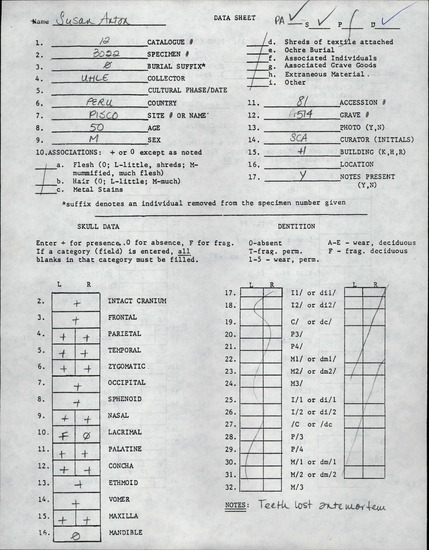 Name Susan Anton DATA SHEET PA ✓ S ✓ P D ✓
1. 12 CATALOGUE #
2. 3022 SPECIMEN #
3. Ø BURIAL SUFFIX*
4. UHLE COLLECTOR
5. CULTURAL PHASE/DATE
6. PERU COUNTRY
7. PISCO SITE # OR NAME
8. 50 AGE
9. M SEX
10. ASSOCIATIONS: + or 0 except as noted
a. Flesh (0; L-little, shreds; M-
mummified, much flesh)
b. Hair (0; L-little; M-much)
c. Metal Stains
d. Shreds of textile attached
e. Ochre Burial
f. Associated Individuals
g. Associated Grave Goods
h. Extraneous Material
i. Other
11. 81 ACCESSION #
12. 514 GRAVE #
13. PHOTO (Y,N)
14. SCA CURATOR (INITIALS)
15. H BUILDING (K,H,R)
16. LOCATION
17. Y NOTES PRESENT
(Y,N)
*suffix denotes an individual removed from the specimen number given
SKULL DATA
Enter + for presence, 0 for absence, F for frag.
If a category (field) is entered, all
blanks in that category must be filled.
L R
2. + INTACT CRANIUM
3. + FRONTAL
4. + + PARIETAL
5. + + TEMPORAL
6. + + ZYGOMATIC
7. + OCCIPITAL
8. + SPHENOID
9. + + NASAL
10. F Ø LACRIMAL
11. + + PALATINE
12. + + CONCHA
13. + ETHMOID
14. + VOMER
15. + + MAXILLA
16. Ø MANDIBLE
DENTITION
0-absent A-E - wear, deciduous
T-frag. perm. F - frag. deciduous
1-5 - wear, perm.
L R L R
17. I1/ or di1/
18. I2/ or di2/
19. C/ or dc/
20. P3/
21. P4/
22. M1/ or dm1/
23. M2/ or dm2/
24. M3/
25. I/1 or di/1
26. I/2 or di/2
27. /C or /dc
28. P/3
29. P/4
30. M/1 or dm/1
31. M/2 or dm/2
32. M/3
NOTES: Teeth lost antemortem